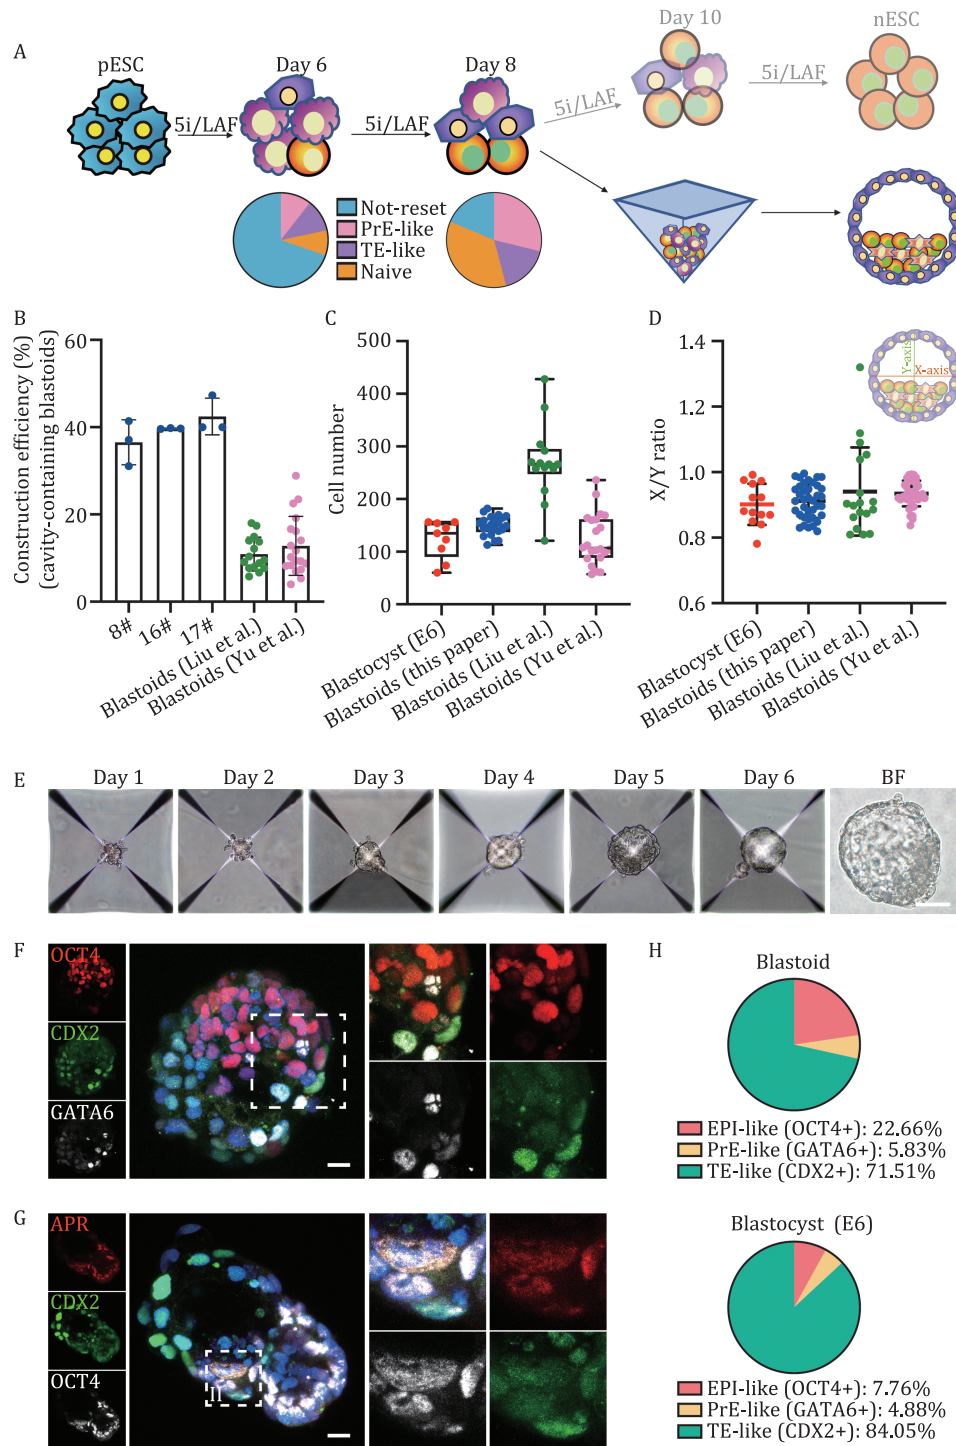 A
pESC
Day 6
Day 8
Day 10
nESC
5i/LAF
5i/LAF
5i/LAF
5i/LAF
Not-reset
PrE-like
TE-like
Naive
B
Construction efficiency (%)
(cavity-containing blastoids)
60
40
20
0
8#
16#
17#
Blastoids (Liu et al.)
Blastoids (Yu et al.)
C
Cell number
500
400
300
200
100
0
Blastocyst (E6)
Blastoids (this paper)
Blastoids (Liu et al.)
Blastoids (Yu et al.)
D
X/Y ratio
1.4
1.2
1.0
0.8
0.6
Y-axis
X-axis
Blastocyst (E6)
Blastoids (this paper)
Blastoids (Liu et al.)
Blastoids (Yu et al.)
E
Day 1
Day 2
Day 3
Day 4
Day 5
Day 6
BF
F
OCT4
CDX2
GATA6
G
APR
CDX2
OCT4
II
H
Blastoid
EPI-like (OCT4+): 22.66%
PrE-like (GATA6+): 5.83%
TE-like (CDX2+): 71.51%
Blastocyst (E6)
EPI-like (OCT4+): 7.76%
PrE-like (GATA6+): 4.88%
TE-like (CDX2+): 84.05%